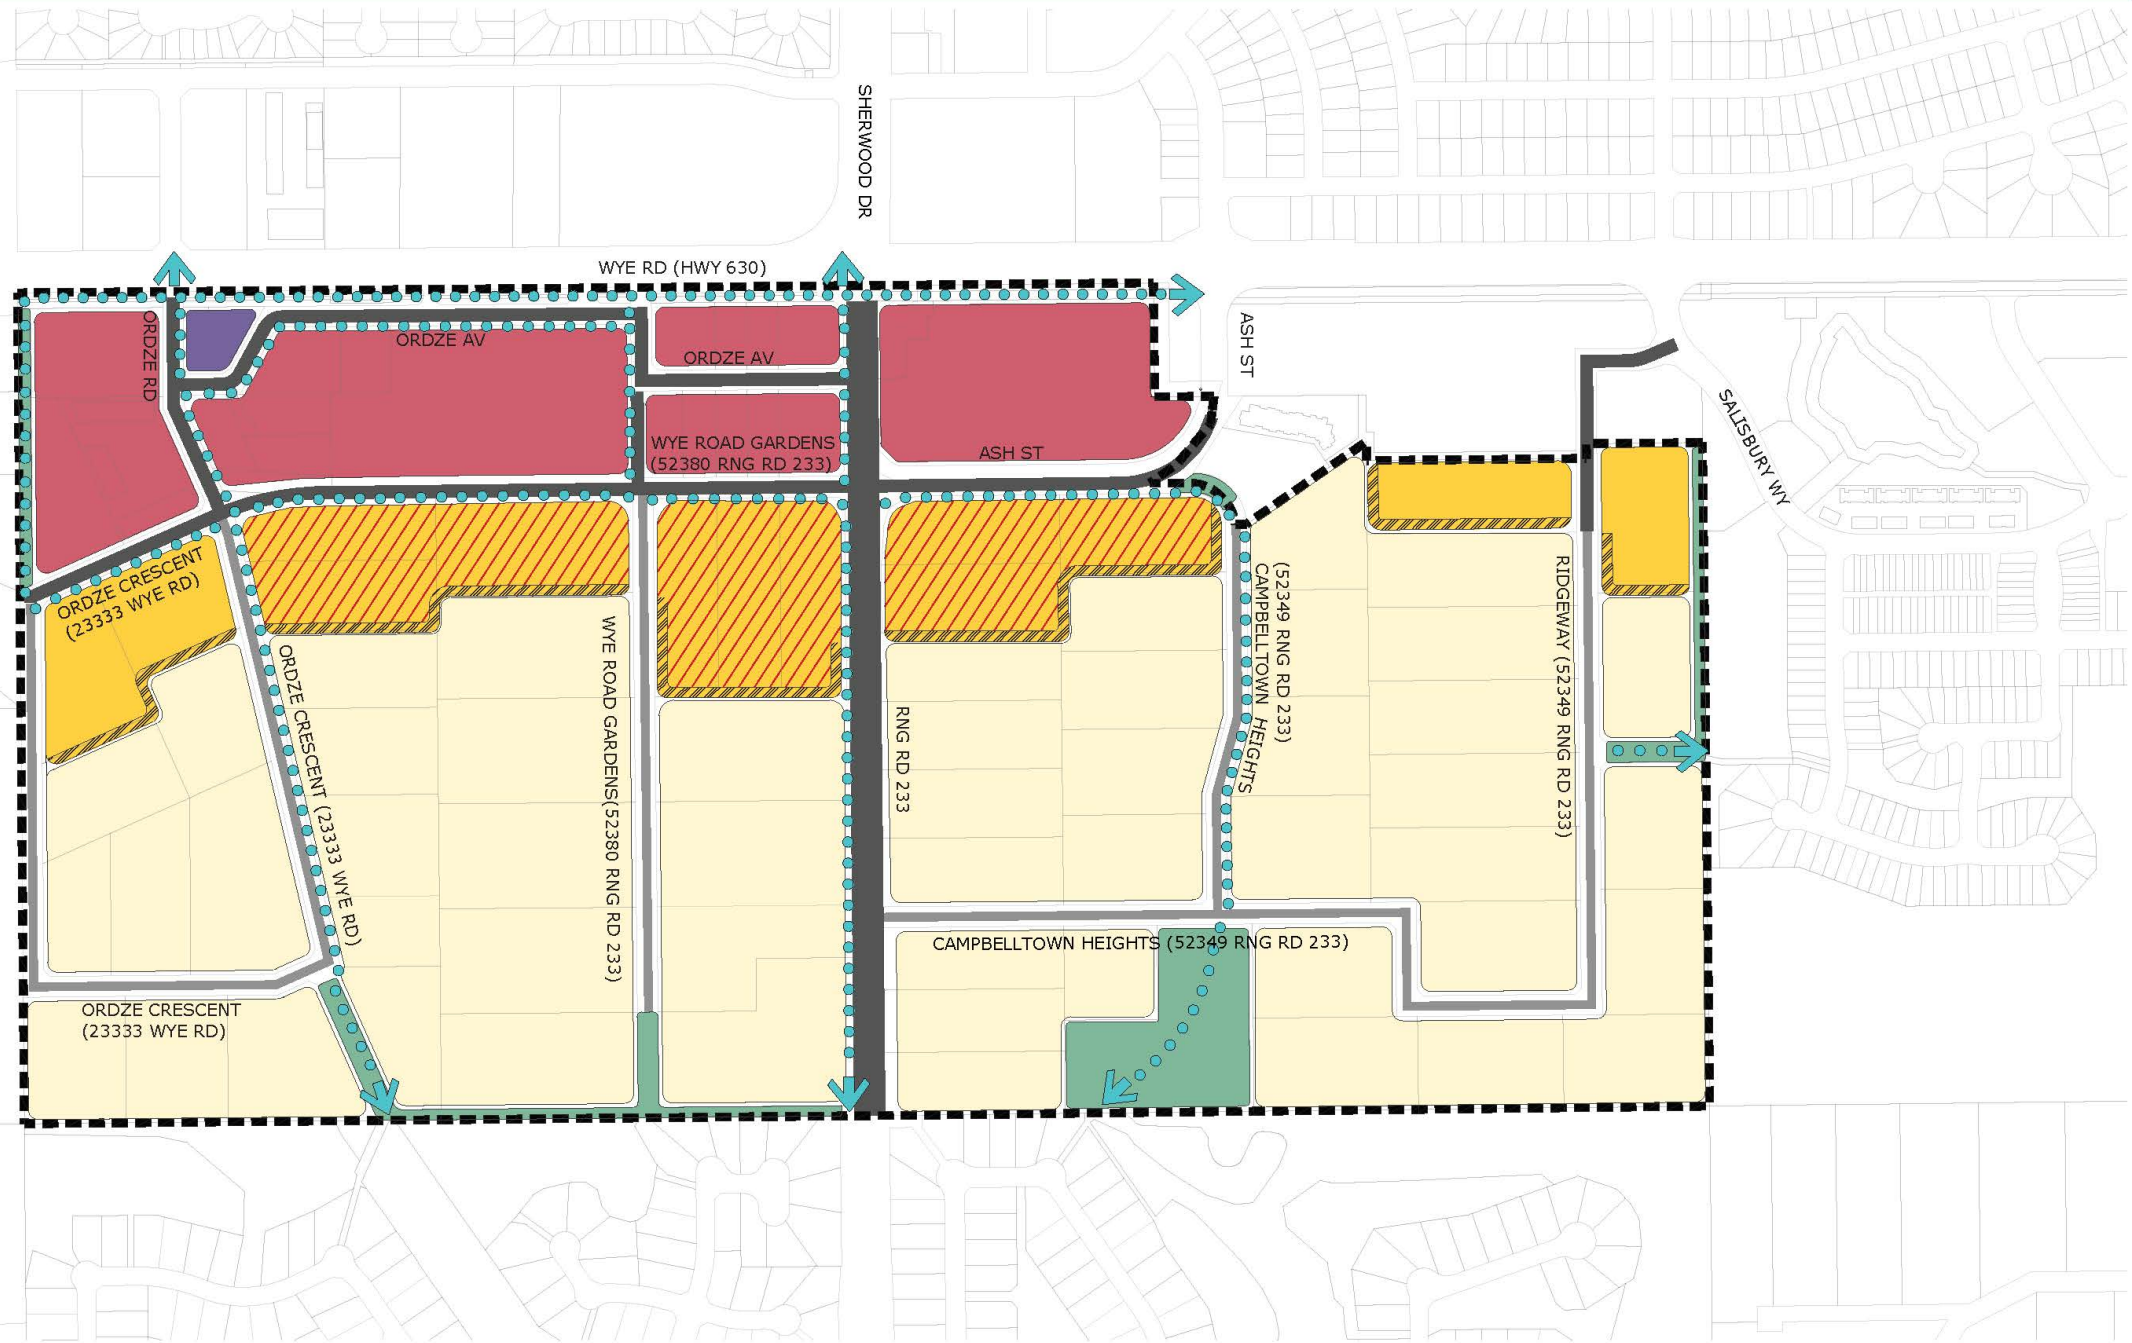 SHERWOOD DR
WYE RD (HWY 630)
ORDZE RD
ORDZE AV
ORDZE AV
ASH ST
WYE ROAD GARDENS
(52380 RNG RD 233)
ASH ST
SALISBURY WY
ORDZE CRESCENT
(23333 WYE RD)
ORDZE CRESCENT (23333 WYE RD)
WYE ROAD GARDENS(52380 RNG RD 233)
RNG RD 233
CAMPBELLTOWN HEIGHTS
(52349 RNG RD 233)
RIDGEWAY (52349 RNG RD 233)
CAMPBELLTOWN HEIGHTS (52349 RNG RD 233)
ORDZE CRESCENT
(23333 WYE RD)